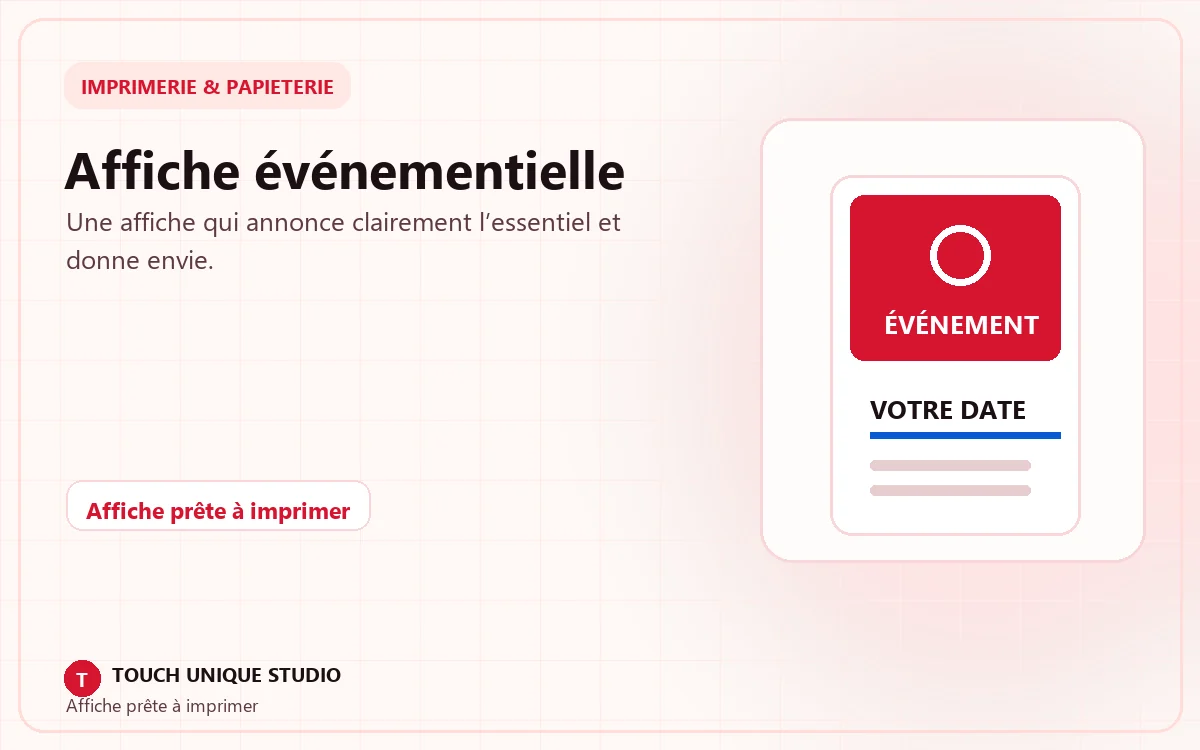 IMPRIMERIE & PAPIETERIE
Affiche événementielle
Une affiche qui annonce clairement l’essentiel et
donne envie.
Affiche prête à imprimer
ÉVÉNEMENT
VOTRE DATE
T
TOUCH UNIQUE STUDIO
Affiche prête à imprimer